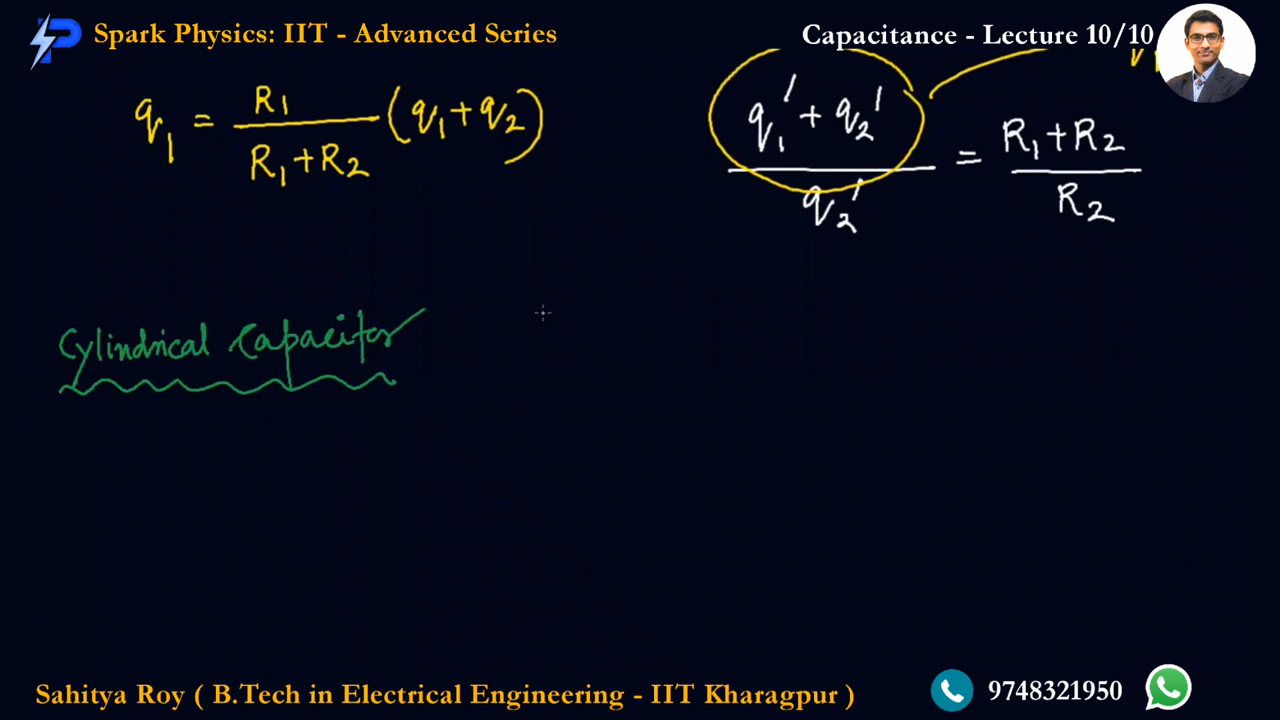 Spark Physics: IIT - Advanced Series
Capacitance - Lecture 10/10
q₁ = R₁ / (R₁+R₂) (q₁+q₂)
(q₁'+q₂') / q₂' = (R₁+R₂) / R₂
Cylindrical Capacitor
Sahitya Roy ( B.Tech in Electrical Engineering - IIT Kharagpur )
9748321950